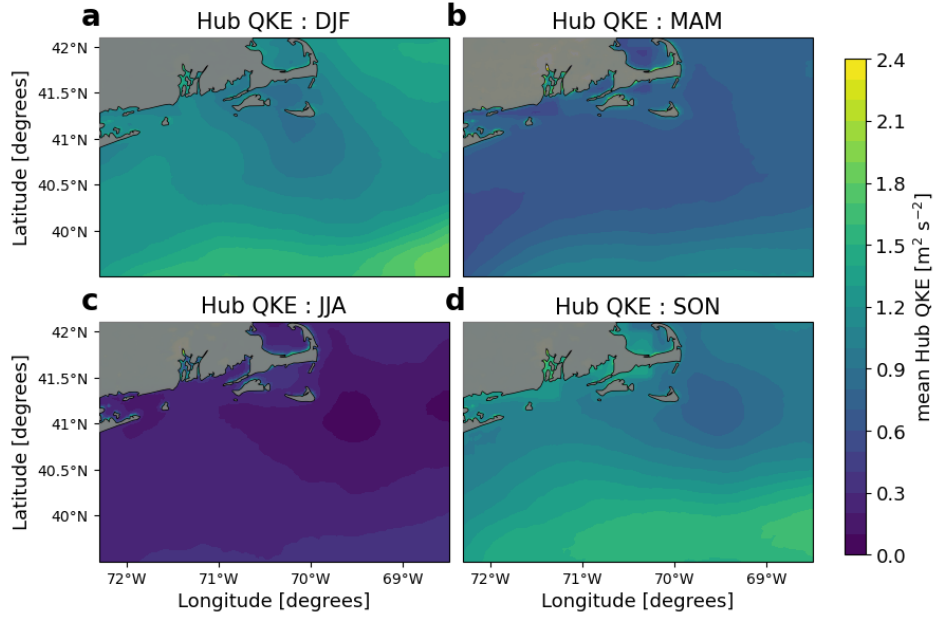 a Hub QKE : DJF
b Hub QKE : MAM
42°N
41.5°N
41°N
40.5°N
40°N
Latitude [degrees]
c Hub QKE : JJA
d Hub QKE : SON
42°N
41.5°N
41°N
40.5°N
40°N
Latitude [degrees]
72°W 71°W 70°W 69°W
Longitude [degrees]
72°W 71°W 70°W 69°W
Longitude [degrees]
2.4
2.1
1.8
1.5
1.2
0.9
0.6
0.3
0.0
mean Hub QKE [m² s⁻²]